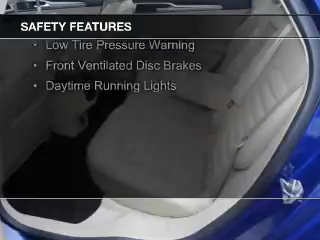 SAFETY FEATURES
• Low Tire Pressure Warning
• Front Ventilated Disc Brakes
• Daytime Running Lights